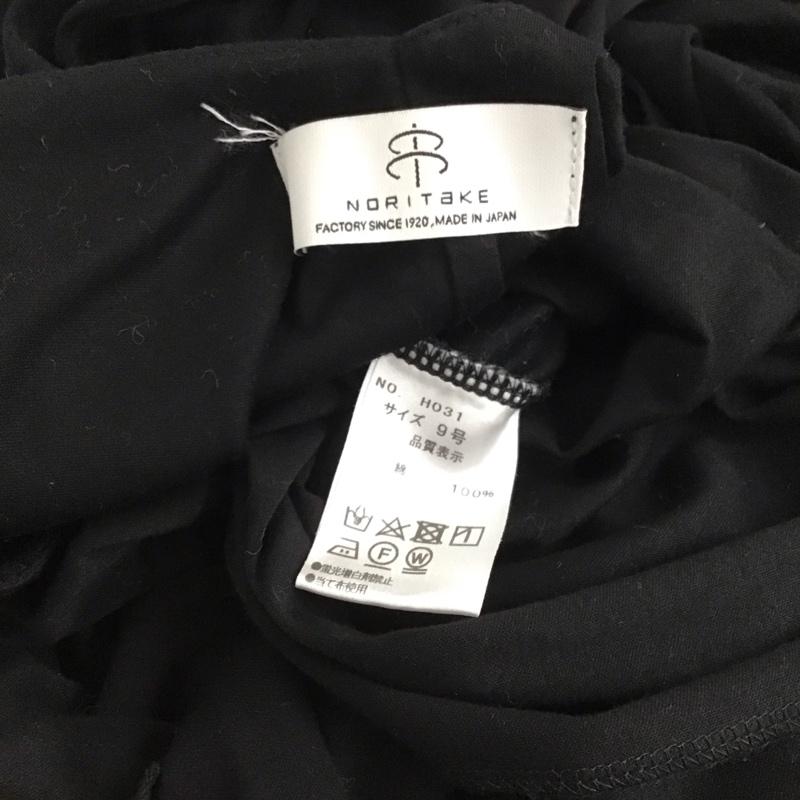 NORITAKE
FACTORY SINCE 1920, MADE IN JAPAN
NO. H031
サイズ 9号
品質表示
綿 100%
F W
●蛍光増白剤禁止
●当て布使用